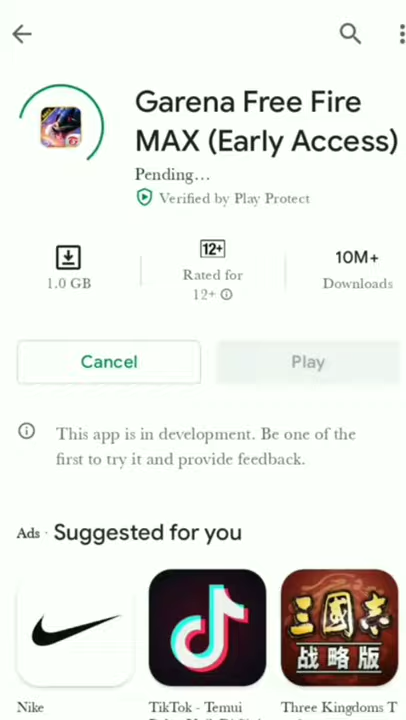 Garena Free Fire
MAX (Early Access)
Pending...
Verified by Play Protect
12+
10M+
1.0 GB
Rated for
12+
Downloads
Cancel
Play
This app is in development. Be one of the
first to try it and provide feedback.
Ads · Suggested for you
三國志
战略版
Nike
TikTok - Temui
Three Kingdoms T